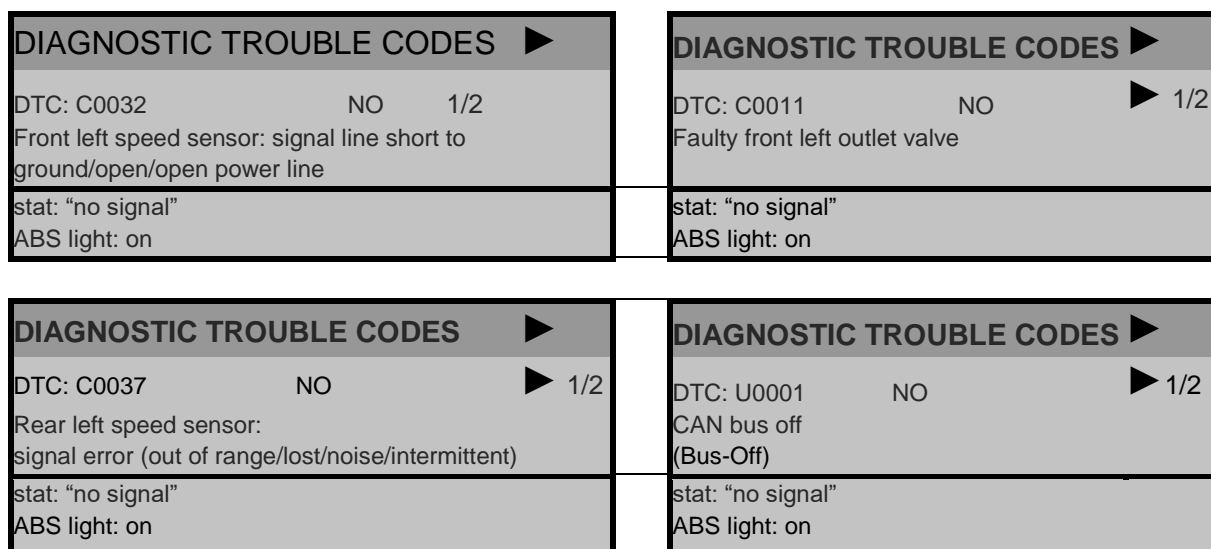 DIAGNOSTIC TROUBLE CODES ►
DTC: C0032 NO 1/2
Front left speed sensor: signal line short to
ground/open/open power line
stat: “no signal”
ABS light: on
DIAGNOSTIC TROUBLE CODES ►
DTC: C0011 NO ► 1/2
Faulty front left outlet valve
stat: “no signal”
ABS light: on
DIAGNOSTIC TROUBLE CODES ►
DTC: C0037 NO ► 1/2
Rear left speed sensor:
signal error (out of range/lost/noise/intermittent)
stat: “no signal”
ABS light: on
DIAGNOSTIC TROUBLE CODES ►
DTC: U0001 NO ► 1/2
CAN bus off
(Bus-Off)
stat: “no signal”
ABS light: on